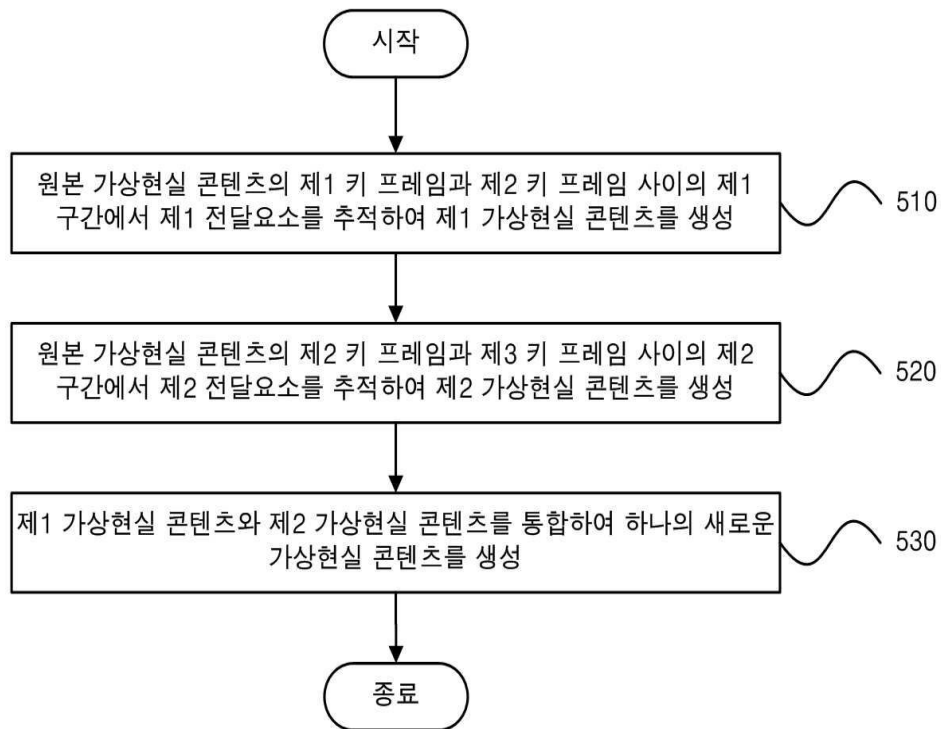 시작
원본 가상현실 콘텐츠의 제1 키 프레임과 제2 키 프레임 사이의 제1
구간에서 제1 전달요소를 추적하여 제1 가상현실 콘텐츠를 생성
510
원본 가상현실 콘텐츠의 제2 키 프레임과 제3 키 프레임 사이의 제2
구간에서 제2 전달요소를 추적하여 제2 가상현실 콘텐츠를 생성
520
제1 가상현실 콘텐츠와 제2 가상현실 콘텐츠를 통합하여 하나의 새로운
가상현실 콘텐츠를 생성
530
종료